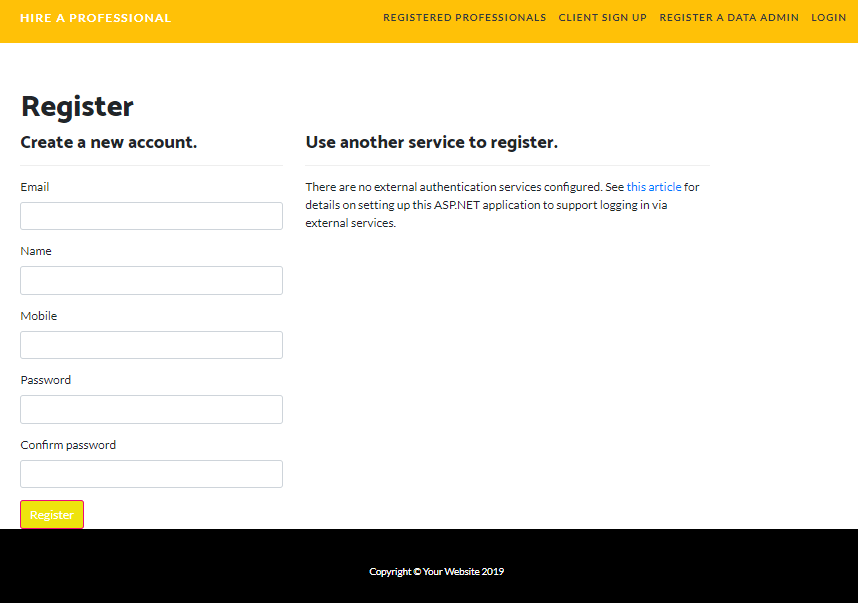 HIRE A PROFESSIONAL
REGISTERED PROFESSIONALS CLIENT SIGN UP REGISTER A DATA ADMIN LOGIN
Register
Create a new account.
Email
Name
Mobile
Password
Confirm password
Register
Use another service to register.
There are no external authentication services configured. See this article for
details on setting up this ASP.NET application to support logging in via
external services.
Copyright © Your Website 2019